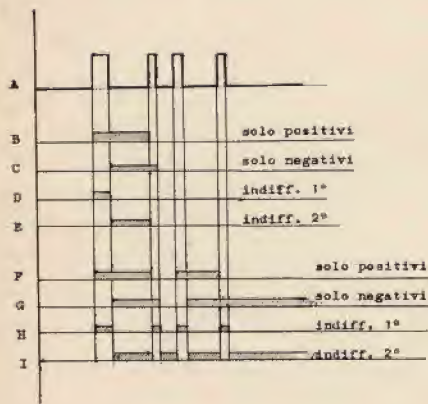 A
B solo positivi
C solo negativi
D indiff. 1°
E indiff. 2°
F solo positivi
G solo negativi
H indiff. 1°
I indiff. 2°